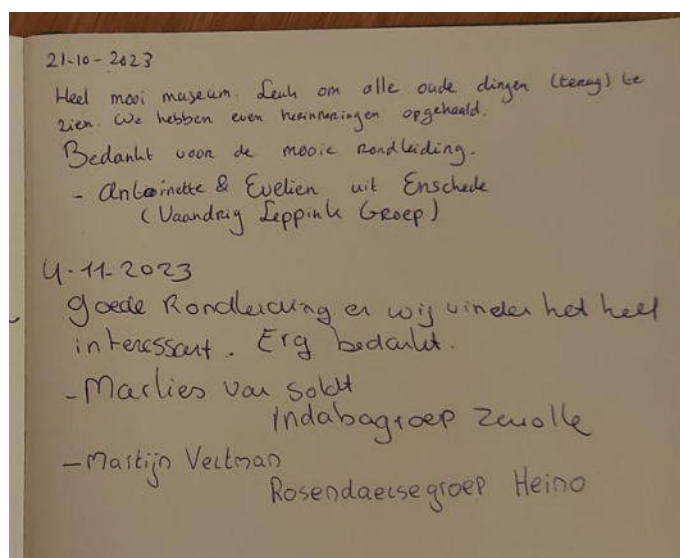 21-10-2023
Heel mooi museum. Leuk om alle oude dingen (terug) te
zien. We hebben even herinneringen opgehaald.
Bedankt voor de mooie rondleiding.
- Antoinette & Evelien uit Enschede
(Vaandrig Leppink Groep)
4-11-2023
Goede Rondleiding en wij vinden het heel
interessant. Erg bedankt.
- Marlies van Soldt
Indabagroep Zwolle
- Martijn Veltman
Rosendaelsegroep Heino